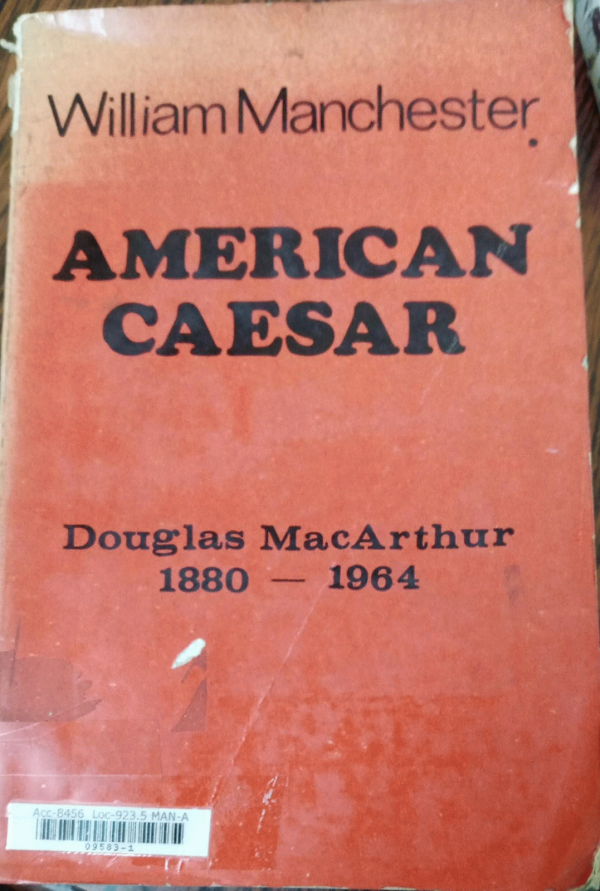 William Manchester
AMERICAN
CAESAR
Douglas MacArthur
1880 — 1964
Acc-8456 Loc-923.5 MAN-A
09583-1